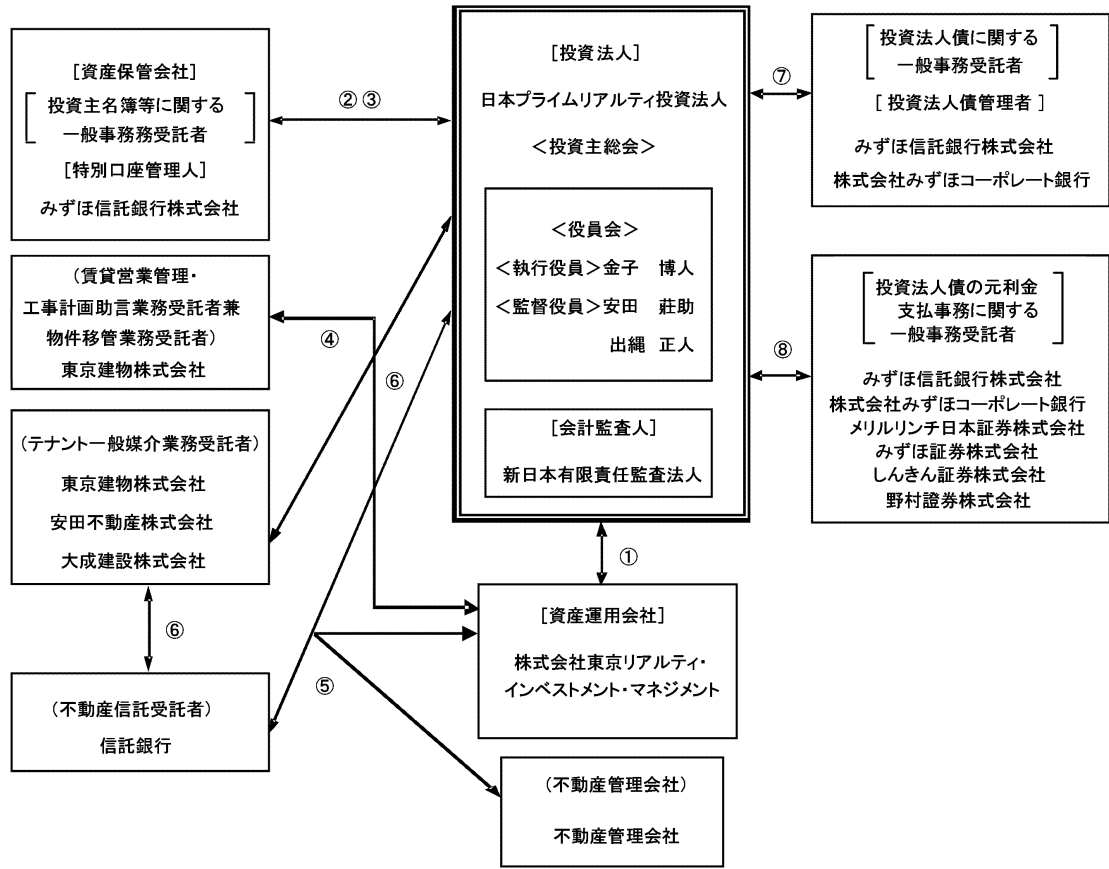 [資産保管会社]
投資主名簿等に関する
一般事務務受託者
[特別口座管理人]
みずほ信託銀行株式会社
②③
[投資法人]
日本プライムリアルティ投資法人
＜投資主総会＞
＜役員会＞
＜執行役員＞金子　博人
＜監督役員＞安田　莊助
出縄　正人
[会計監査人]
新日本有限責任監査法人
⑦
投資法人債に関する
一般事務受託者
[投資法人債管理者]
みずほ信託銀行株式会社
株式会社みずほコーポレート銀行
(賃貸営業管理・
工事計画助言業務受託者兼
物件移管業務受託者)
東京建物株式会社
④
⑥
⑧
投資法人債の元利金
支払事務に関する
一般事務受託者
みずほ信託銀行株式会社
株式会社みずほコーポレート銀行
メリルリンチ日本証券株式会社
みずほ証券株式会社
しんきん証券株式会社
野村證券株式会社
(テナント一般媒介業務受託者)
東京建物株式会社
安田不動産株式会社
大成建設株式会社
①
⑥
[資産運用会社]
株式会社東京リアルティ・
インベストメント・マネジメント
⑤
(不動産信託受託者)
信託銀行
(不動産管理会社)
不動産管理会社